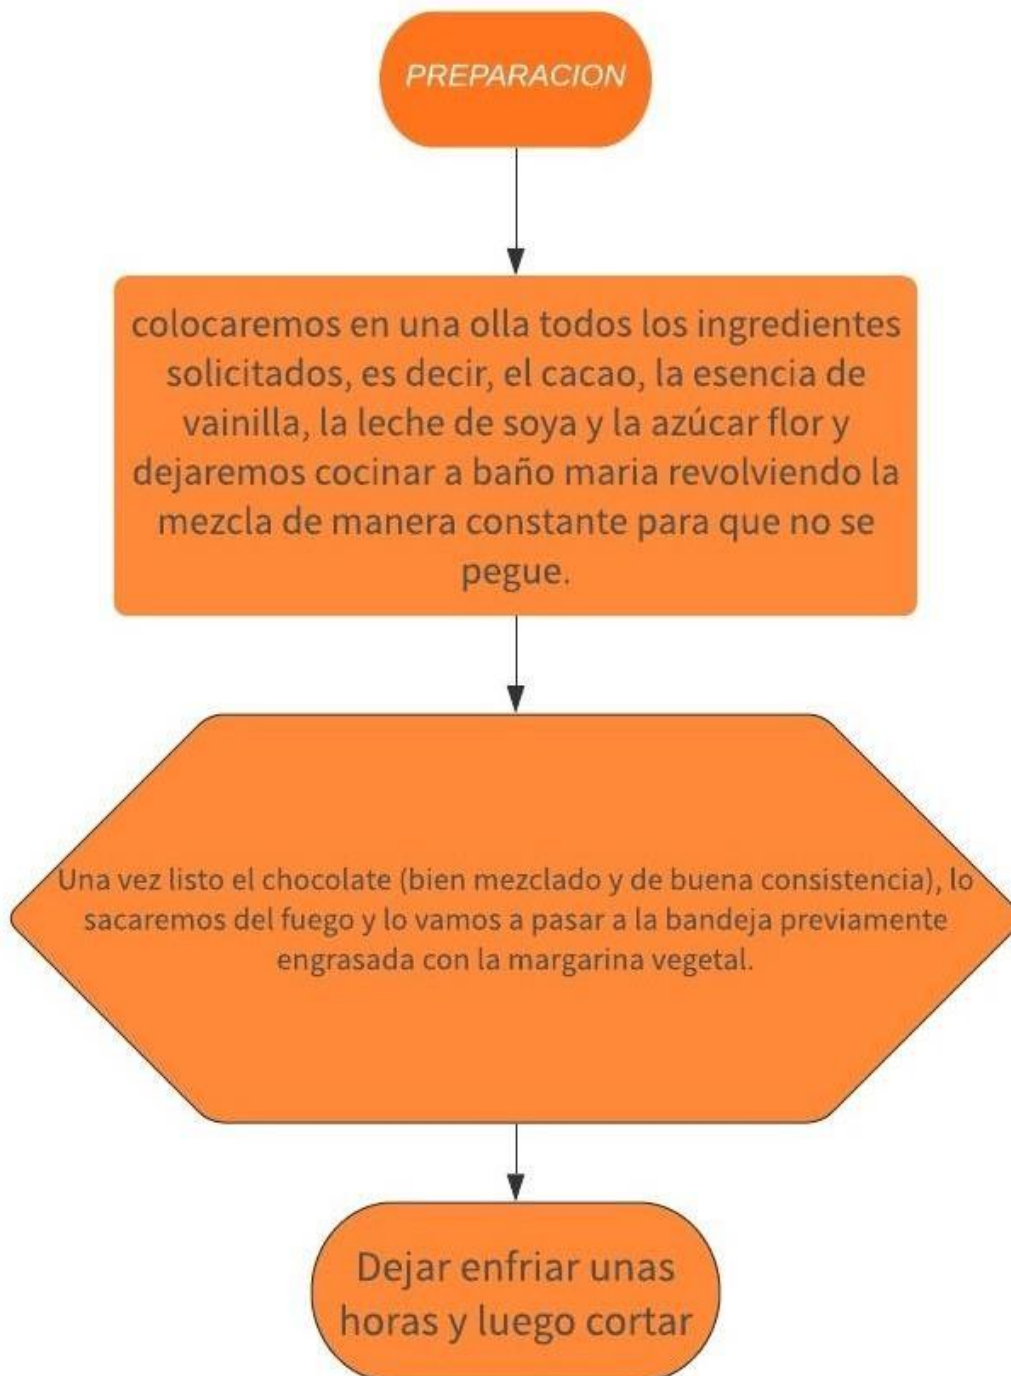 PREPARACION
colocaremos en una olla todos los ingredientes
solicitados, es decir, el cacao, la esencia de
vainilla, la leche de soya y la azúcar flor y
dejaremos cocinar a baño maria revolviendo la
mezcla de manera constante para que no se
pegue.
Una vez listo el chocolate (bien mezclado y de buena consistencia), lo
sacaremos del fuego y lo vamos a pasar a la bandeja previamente
engrasada con la margarina vegetal.
Dejar enfriar unas
horas y luego cortar